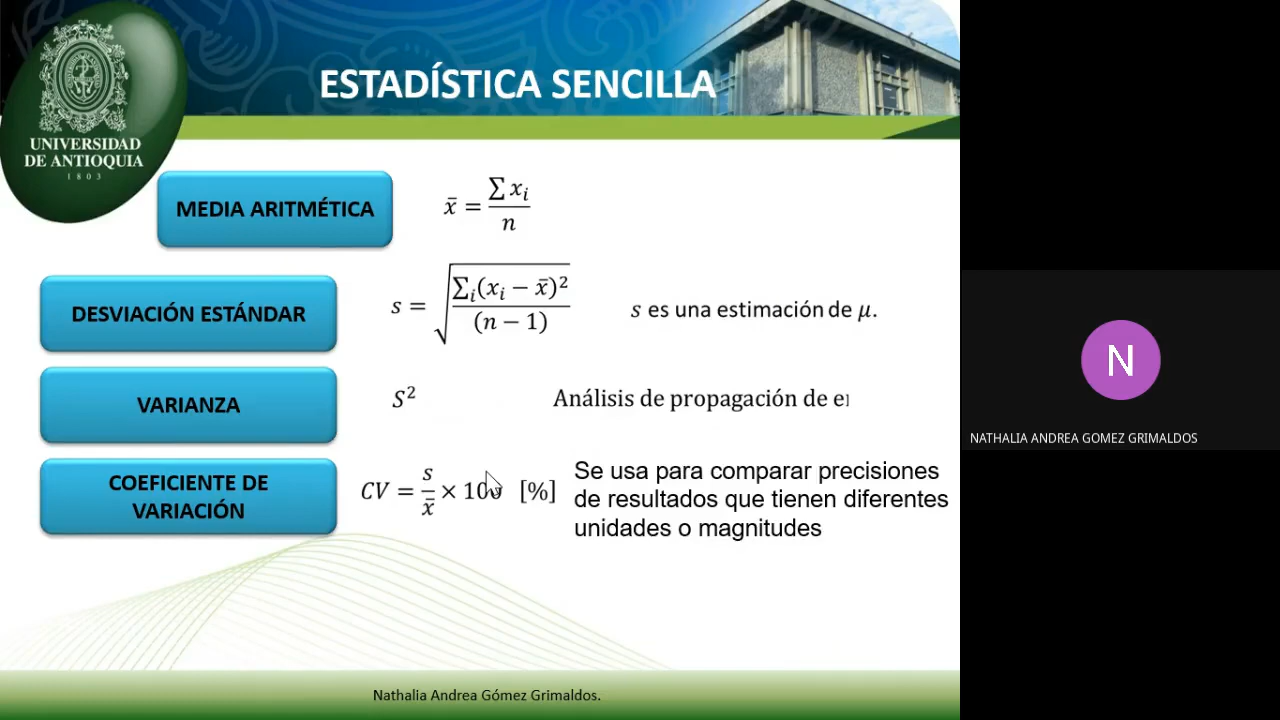 ESTADÍSTICA SENCILLA
UNIVERSIDAD
DE ANTIOQUIA
1803
MEDIA ARITMÉTICA
x̄ = ∑ xᵢ / n
DESVIACIÓN ESTÁNDAR
s = √(∑ᵢ(xᵢ − x̄)² / (n − 1))
s es una estimación de μ.
VARIANZA
S²
Análisis de propagación de
COEFICIENTE DE
VARIACIÓN
CV = s / x̄ × 100 [%]
Se usa para comparar precisiones
de resultados que tienen diferentes
unidades o magnitudes
N
NATHALIA ANDREA GOMEZ GRIMALDOS
Nathalia Andrea Gómez Grimaldos.